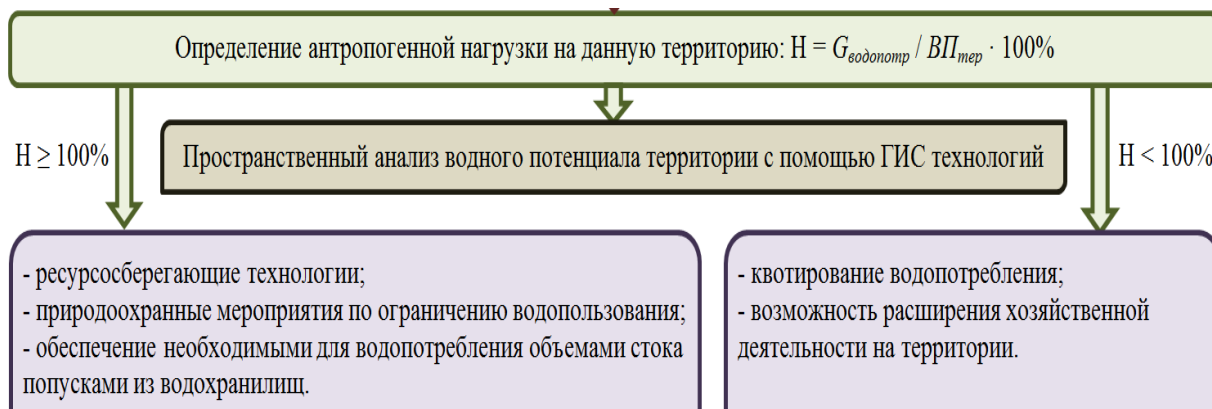 Определение антропогенной нагрузки на данную территорию: Н = Gводопотр / ВПтер · 100%
Н ≥ 100%
Пространственный анализ водного потенциала территории с помощью ГИС технологий
Н < 100%
- ресурсосберегающие технологии;
- природоохранные мероприятия по ограничению водопользования;
- обеспечение необходимыми для водопотребления объемами стока
попусками из водохранилищ.
- квотирование водопотребления;
- возможность расширения хозяйственной
деятельности на территории.